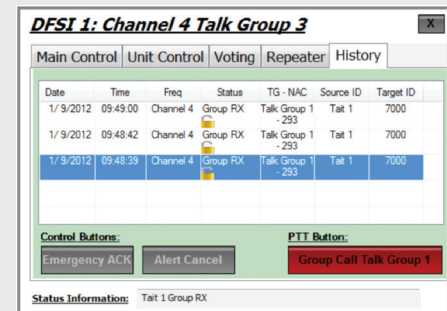 DFSI 1: Channel 4 Talk Group 3
X
Main Control Unit Control Voting Repeater History
Date Time Freq Status TG - NAC Source ID Target ID
1/ 9/2012 09:49:00 Channel 4 Group RX Talk Group 1 Tait 1 7000
- 293
1/ 9/2012 09:48:42 Channel 4 Group RX Talk Group 1 Tait 1 7000
- 293
1/ 9/2012 09:48:39 Channel 4 Group RX Talk Group 1 Tait 1 7000
- 293
Control Buttons: PTT Button:
Emergency ACK Alert Cancel Group Call Talk Group 1
Status Information: Tait 1 Group RX